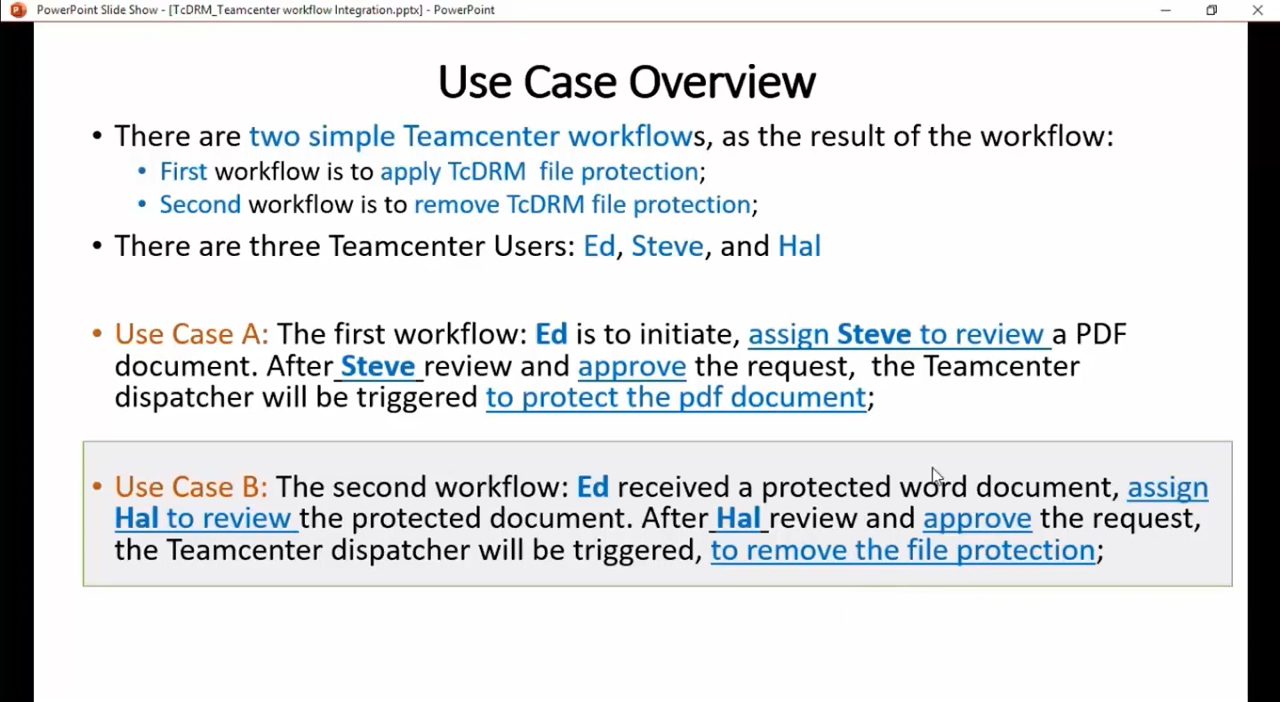 PowerPoint Slide Show - [TcDRM_Teamcenter workflow Integration.pptx] - PowerPoint
Use Case Overview
• There are two simple Teamcenter workflows, as the result of the workflow:
• First workflow is to apply TcDRM file protection;
• Second workflow is to remove TcDRM file protection;
• There are three Teamcenter Users: Ed, Steve, and Hal
• Use Case A: The first workflow: Ed is to initiate, assign Steve to review a PDF
document. After Steve review and approve the request, the Teamcenter
dispatcher will be triggered to protect the pdf document;
• Use Case B: The second workflow: Ed received a protected word document, assign
Hal to review the protected document. After Hal review and approve the request,
the Teamcenter dispatcher will be triggered, to remove the file protection;